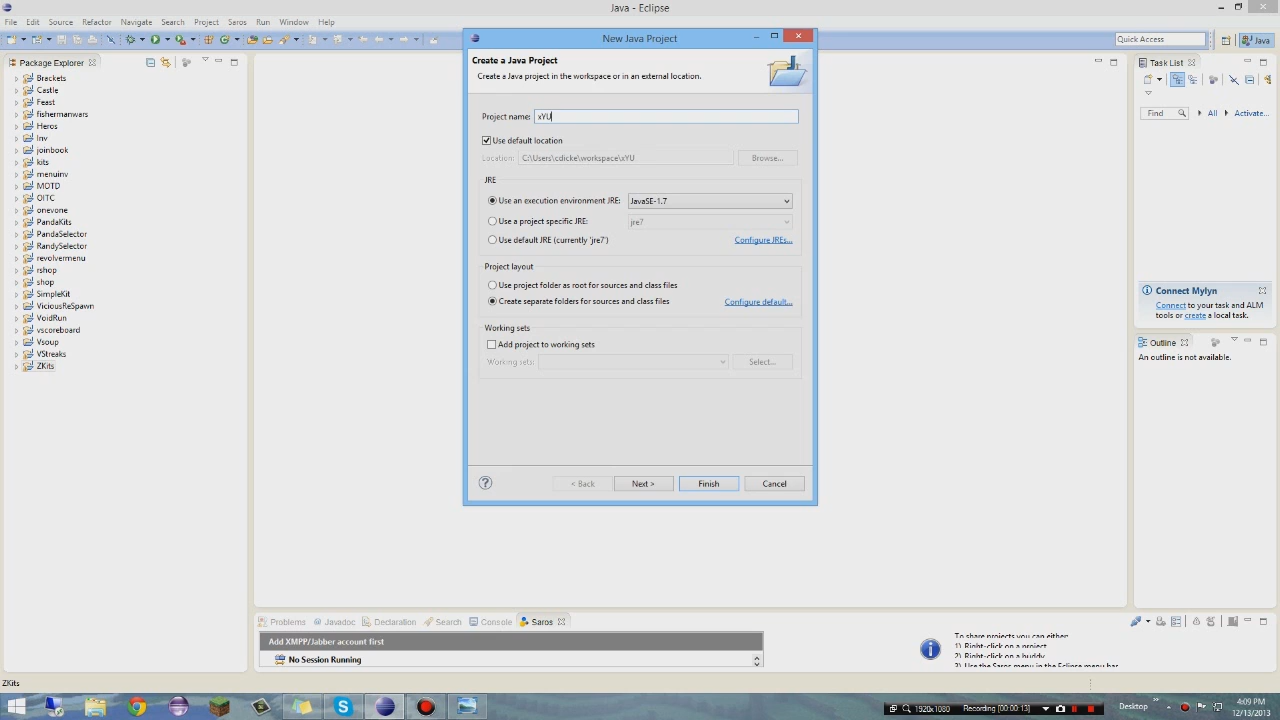 Java - Eclipse
File Edit Source Refactor Navigate Search Project Saros Run Window Help
Quick Access
Java
Package Explorer
Brackets
Castle
Feast
fishermanwars
Heros
Inv
joinbook
kits
menuinv
MOTD
OITC
onevone
PandaKits
PandaSelector
RandySelector
revolvermenu
rshop
shop
SimpleKit
ViciousReSpawn
VoidRun
vscoreboard
Vsoup
VStreaks
ZKits
New Java Project
Create a Java Project
Create a Java project in the workspace or in an external location.
Project name: xYU
Use default location
Location: C:\Users\cdicke\workspace\xYU Browse...
JRE
Use an execution environment JRE: JavaSE-1.7
Use a project specific JRE: jre7
Use default JRE (currently 'jre7') Configure JREs...
Project layout
Use project folder as root for sources and class files
Create separate folders for sources and class files Configure default...
Working sets
Add project to working sets
Working sets: Select...
< Back Next > Finish Cancel
Task List
Find All Activate...
Connect Mylyn
Connect to your task and ALM
tools or create a local task.
Outline
An outline is not available.
Problems Javadoc Declaration Search Console Saros
Add XMPP/Jabber account first
No Session Running
To share projects you can either:
1) Right-click on a project
2) Right-click on a buddy
3) Use the Saros menu in the Eclipse menu bar
ZKits
1920x1080 Recording [00:00:13]
Desktop
4:09 PM
12/13/2013